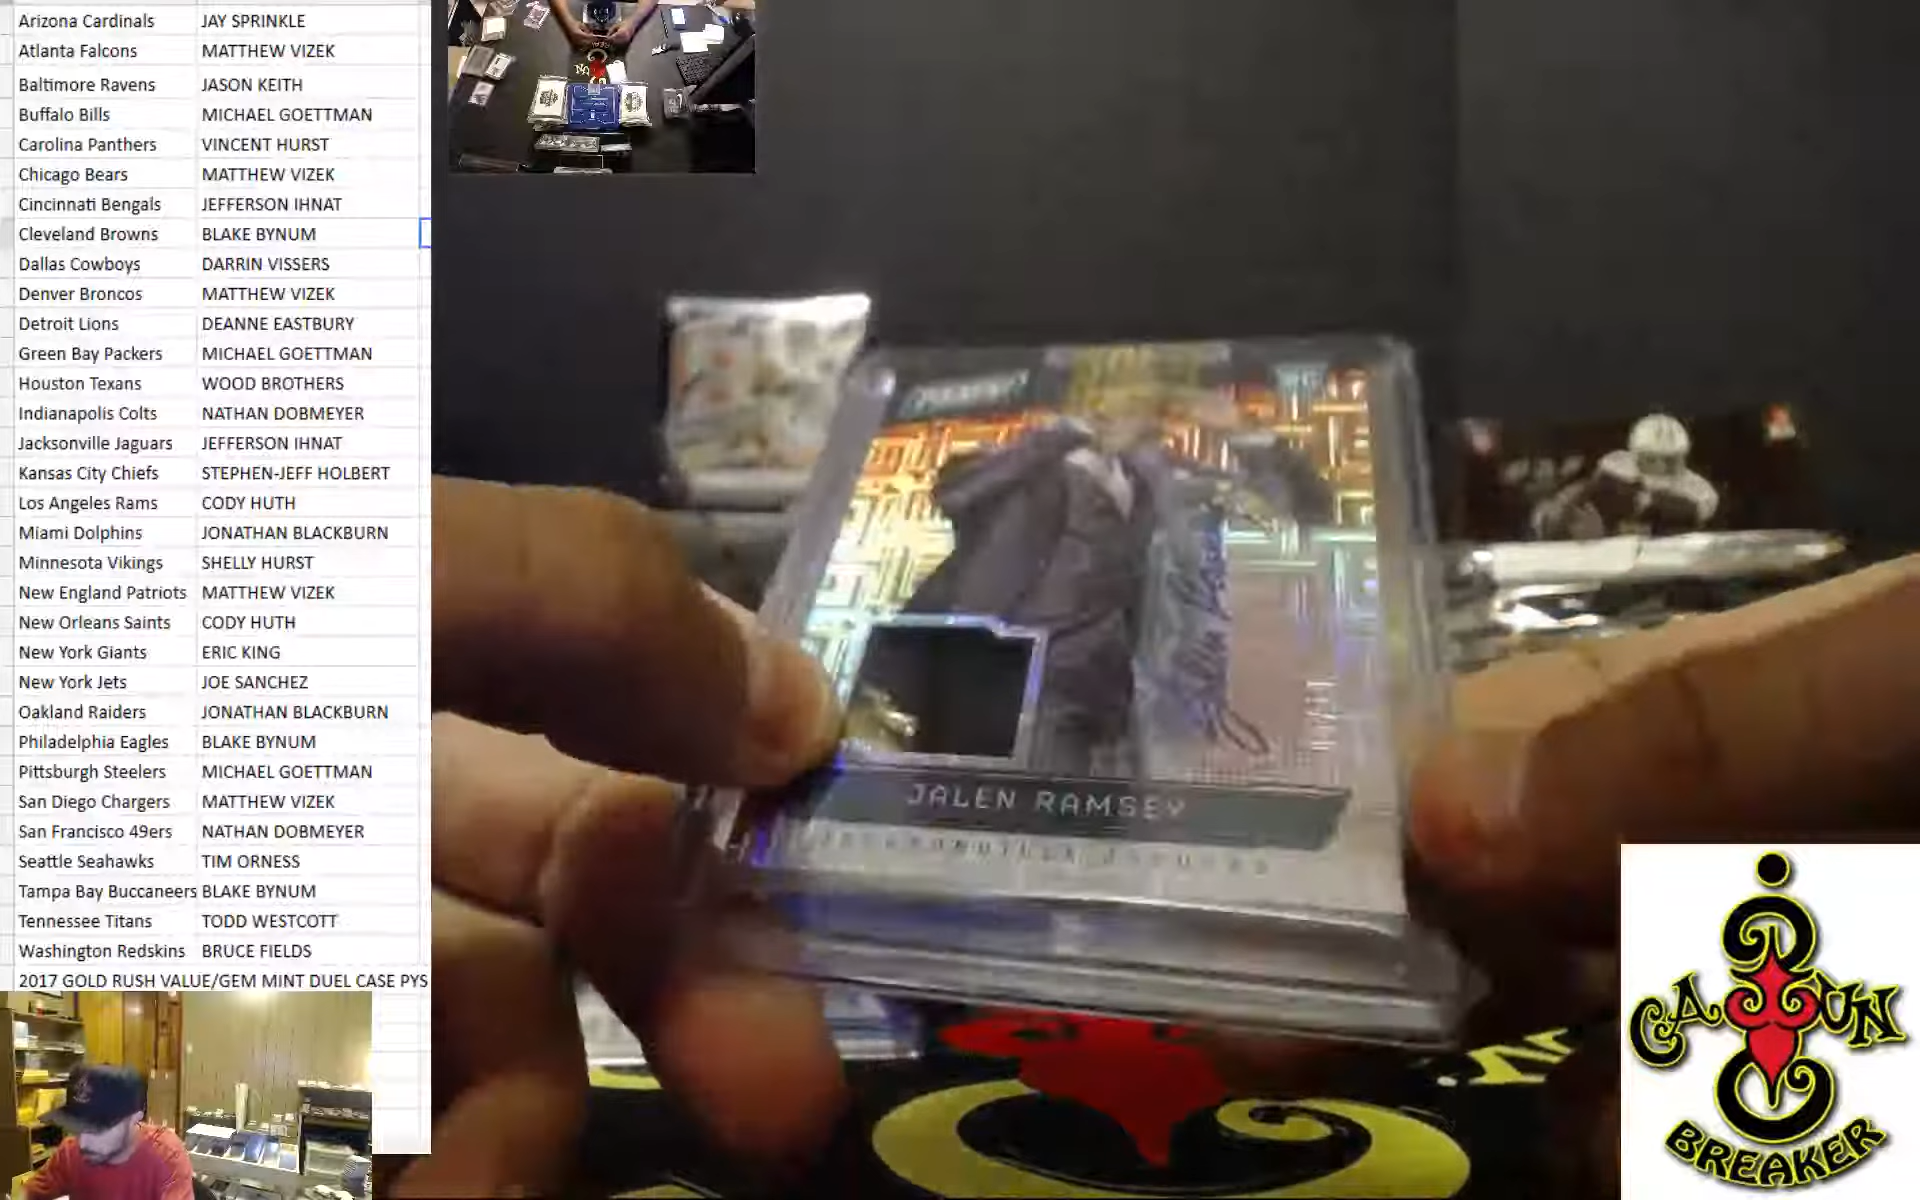 Arizona Cardinals JAY SPRINKLE
Atlanta Falcons MATTHEW VIZEK
Baltimore Ravens JASON KEITH
Buffalo Bills MICHAEL GOETTMAN
Carolina Panthers VINCENT HURST
Chicago Bears MATTHEW VIZEK
Cincinnati Bengals JEFFERSON IHNAT
Cleveland Browns BLAKE BYNUM
Dallas Cowboys DARRIN VISSERS
Denver Broncos MATTHEW VIZEK
Detroit Lions DEANNE EASTBURY
Green Bay Packers MICHAEL GOETTMAN
Houston Texans WOOD BROTHERS
Indianapolis Colts NATHAN DOBMEYER
Jacksonville Jaguars JEFFERSON IHNAT
Kansas City Chiefs STEPHEN-JEFF HOLBERT
Los Angeles Rams CODY HUTH
Miami Dolphins JONATHAN BLACKBURN
Minnesota Vikings SHELLY HURST
New England Patriots MATTHEW VIZEK
New Orleans Saints CODY HUTH
New York Giants ERIC KING
New York Jets JOE SANCHEZ
Oakland Raiders JONATHAN BLACKBURN
Philadelphia Eagles BLAKE BYNUM
Pittsburgh Steelers MICHAEL GOETTMAN
San Diego Chargers MATTHEW VIZEK
San Francisco 49ers NATHAN DOBMEYER
Seattle Seahawks TIM ORNESS
Tampa Bay Buccaneers BLAKE BYNUM
Tennessee Titans TODD WESTCOTT
Washington Redskins BRUCE FIELDS
2017 GOLD RUSH VALUE/GEM MINT DUEL CASE PYS
JALEN RAMSEY
JACKSONVILLE JAGUARS
CAJUN
BREAKER